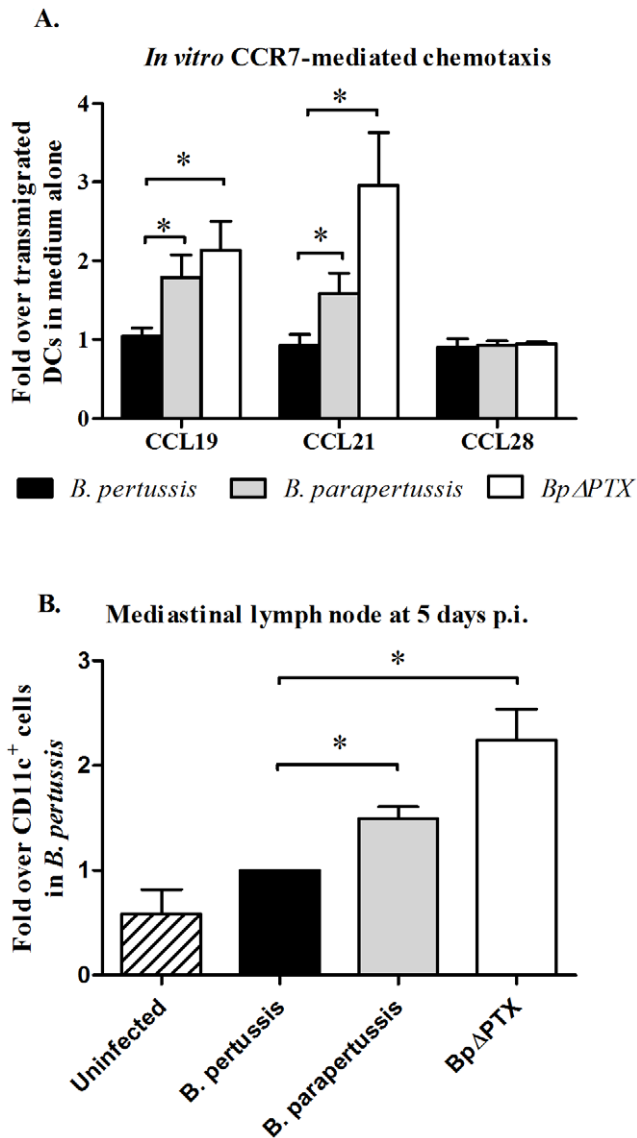 A.
In vitro CCR7-mediated chemotaxis
Fold over transmigrated
DCs in medium alone
4
3
2
1
0
* * * *
CCL19 CCL21 CCL28
B. pertussis B. parapertussis BpΔPTX
B. Mediastinal lymph node at 5 days p.i.
Fold over CD11c+ cells
in B. pertussis
3
2
1
0
* *
Uninfected
B. pertussis
B. parapertussis
BpΔPTX